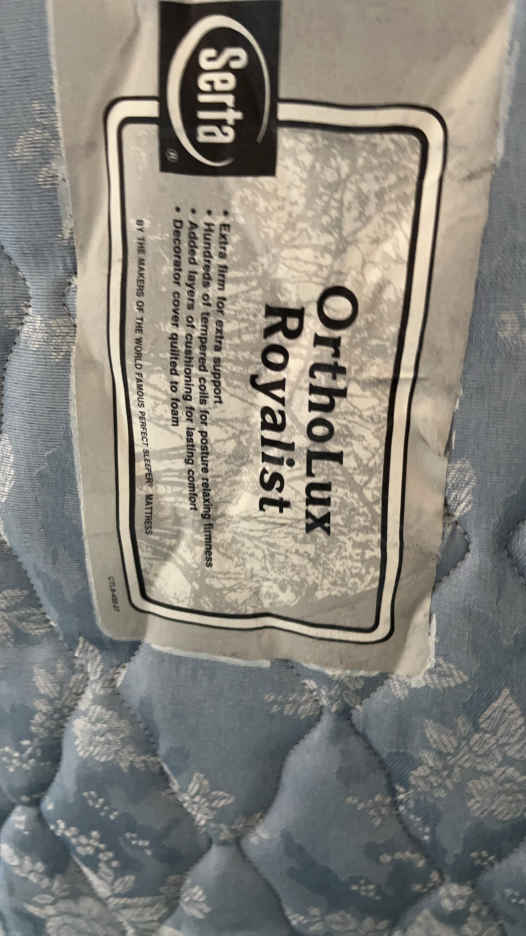 Serta®
OrthoLux
Royalist
• Extra firm for extra support
• Hundreds of tempered coils for posture relaxing firmness
• Added layers of cushioning for lasting comfort
• Decorator cover quilted to foam
BY THE MAKERS OF THE WORLD FAMOUS PERFECT SLEEPER® MATTRESS